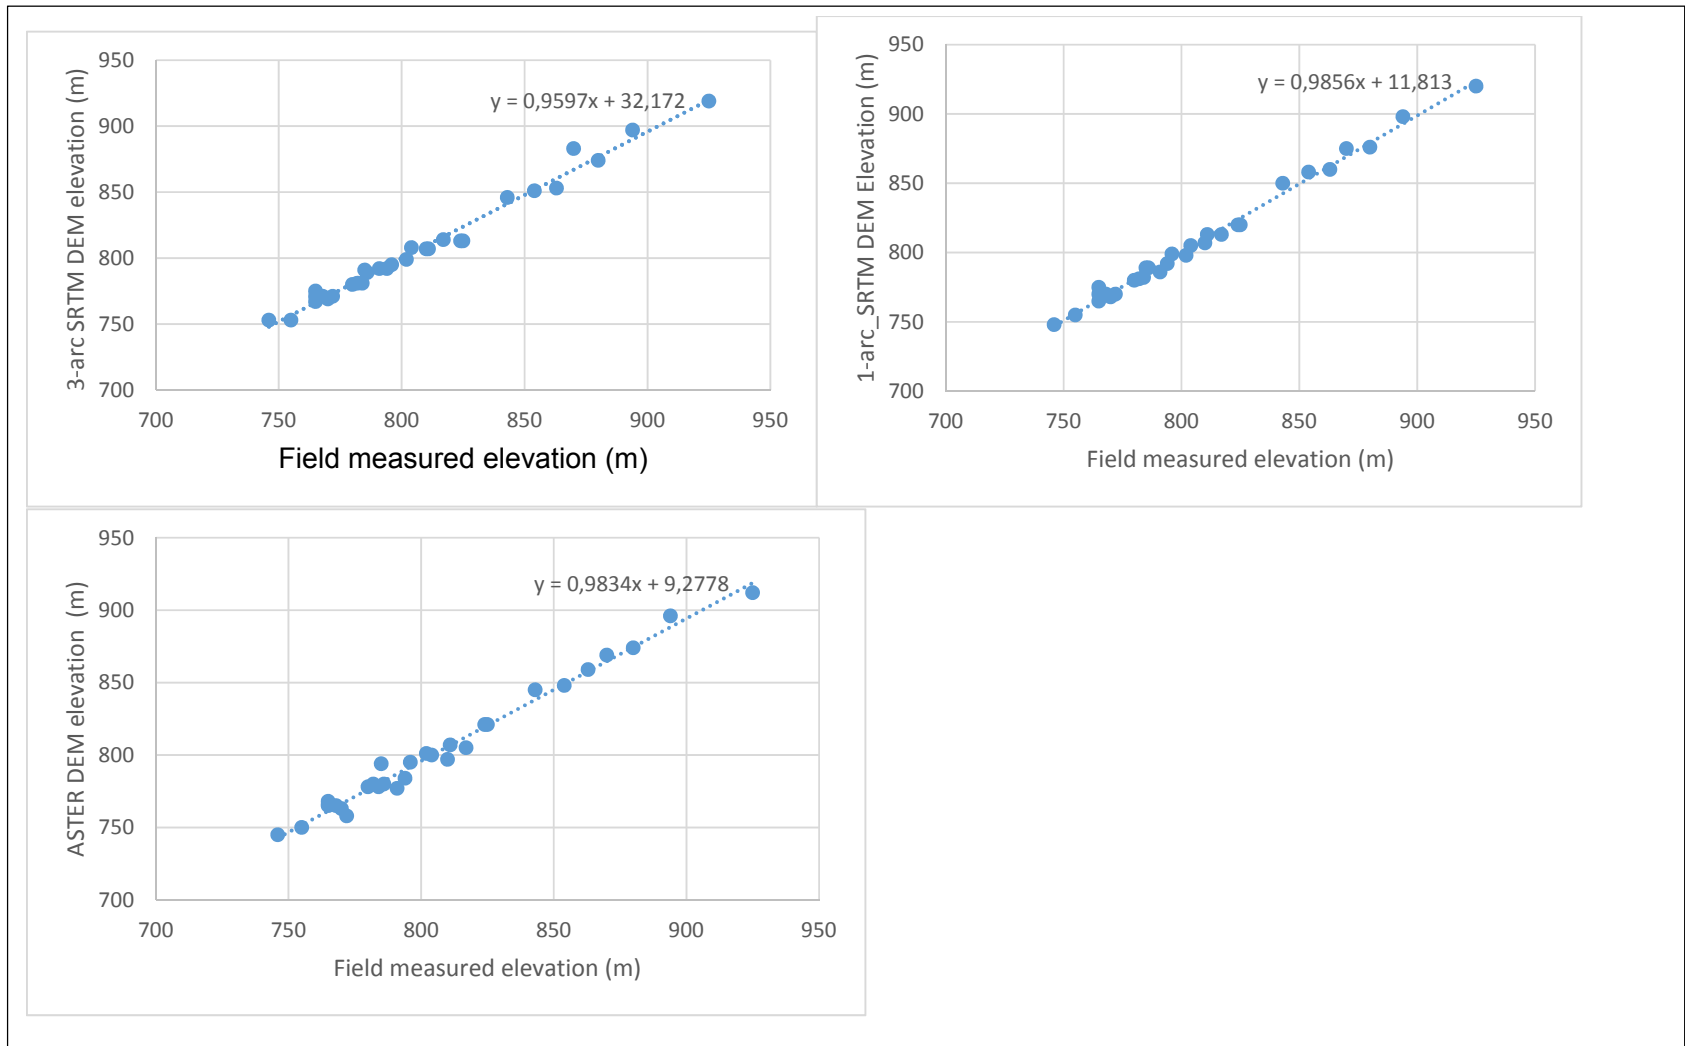 3-arc SRTM DEM elevation (m)
950
900
850
800
750
700
y = 0,9597x + 32,172
700 750 800 850 900 950
Field measured elevation (m)
1-arc_SRTM DEM Elevation (m)
950
900
850
800
750
700
y = 0,9856x + 11,813
700 750 800 850 900 950
Field measured elevation (m)
ASTER DEM elevation (m)
950
900
850
800
750
700
y = 0,9834x + 9,2778
700 750 800 850 900 950
Field measured elevation (m)